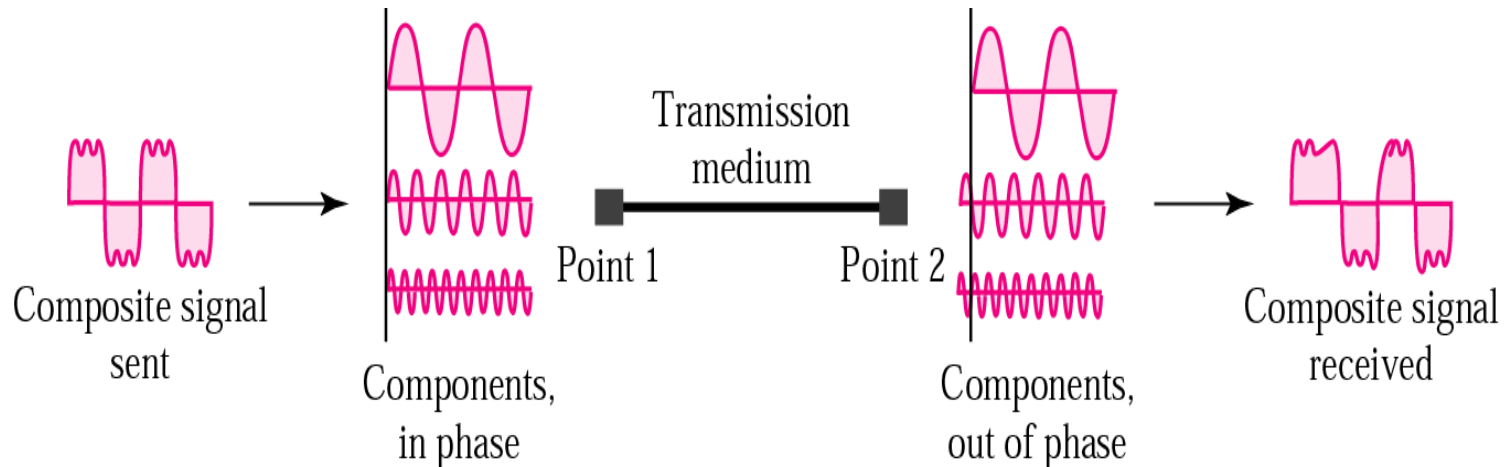 Composite signal
sent
Components,
in phase
Transmission
medium
Point 1
Point 2
Components,
out of phase
Composite signal
received